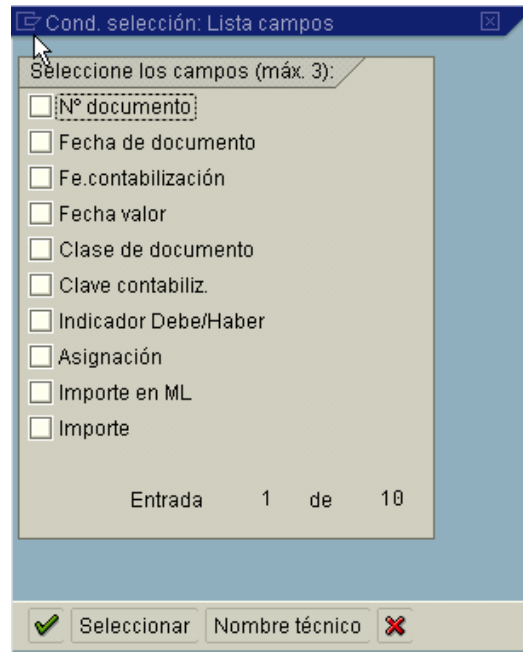 Cond. selección: Lista campos
Seleccione los campos (máx. 3):
Nº documento
Fecha de documento
Fe.contabilización
Fecha valor
Clase de documento
Clave contabiliz.
Indicador Debe/Haber
Asignación
Importe en ML
Importe
Entrada 1 de 10
Seleccionar Nombre técnico